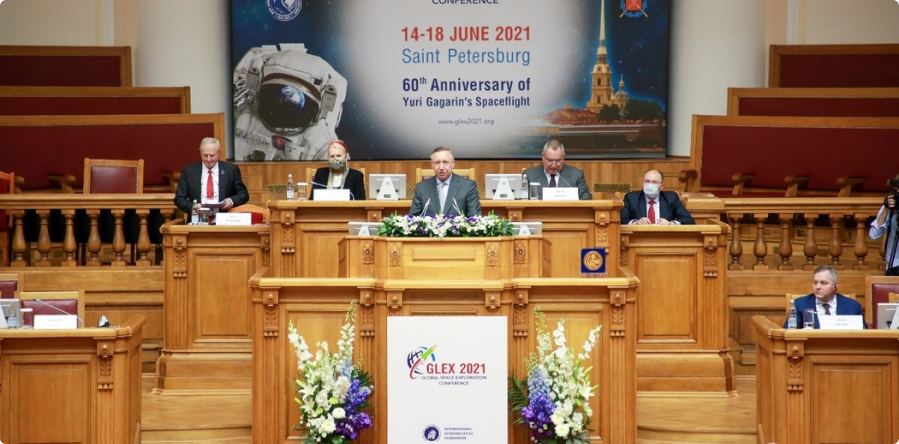 CONFERENCE
14-18 JUNE 2021
Saint Petersburg
60th Anniversary of
Yuri Gagarin's Spaceflight
www.glex2021.org
GLEX 2021
GLOBAL SPACE EXPLORATION
CONFERENCE
INTERNATIONAL
ASTRONAUTICAL
FEDERATION